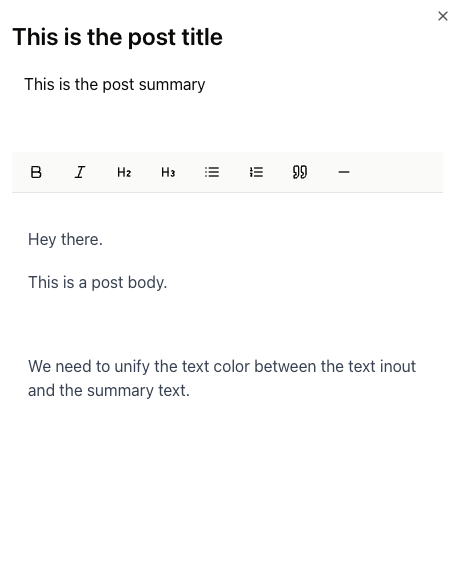 This is the post title
This is the post summary
B I H2 H3
Hey there.
This is a post body.
We need to unify the text color between the text inout
and the summary text.